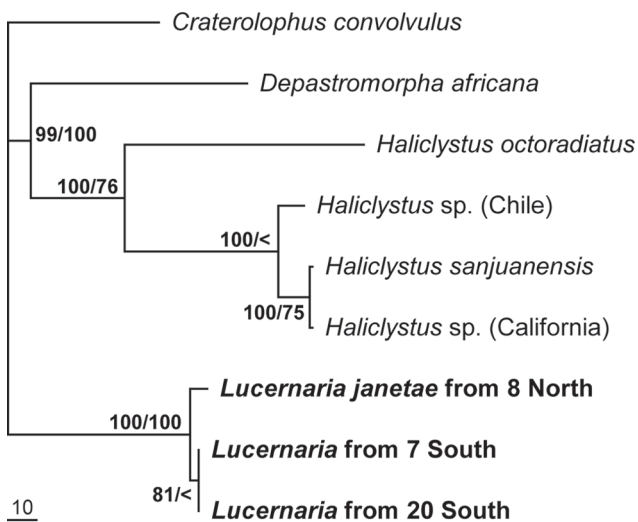 Craterolophus convolvulus
Depastromorpha africana
99/100
Haliclystus octoradiatus
100/76
Haliclystus sp. (Chile)
100/<
Haliclystus sanjuanensis
100/75
Haliclystus sp. (California)
Lucernaria janetae from 8 North
100/100
Lucernaria from 7 South
81/<
10
Lucernaria from 20 South